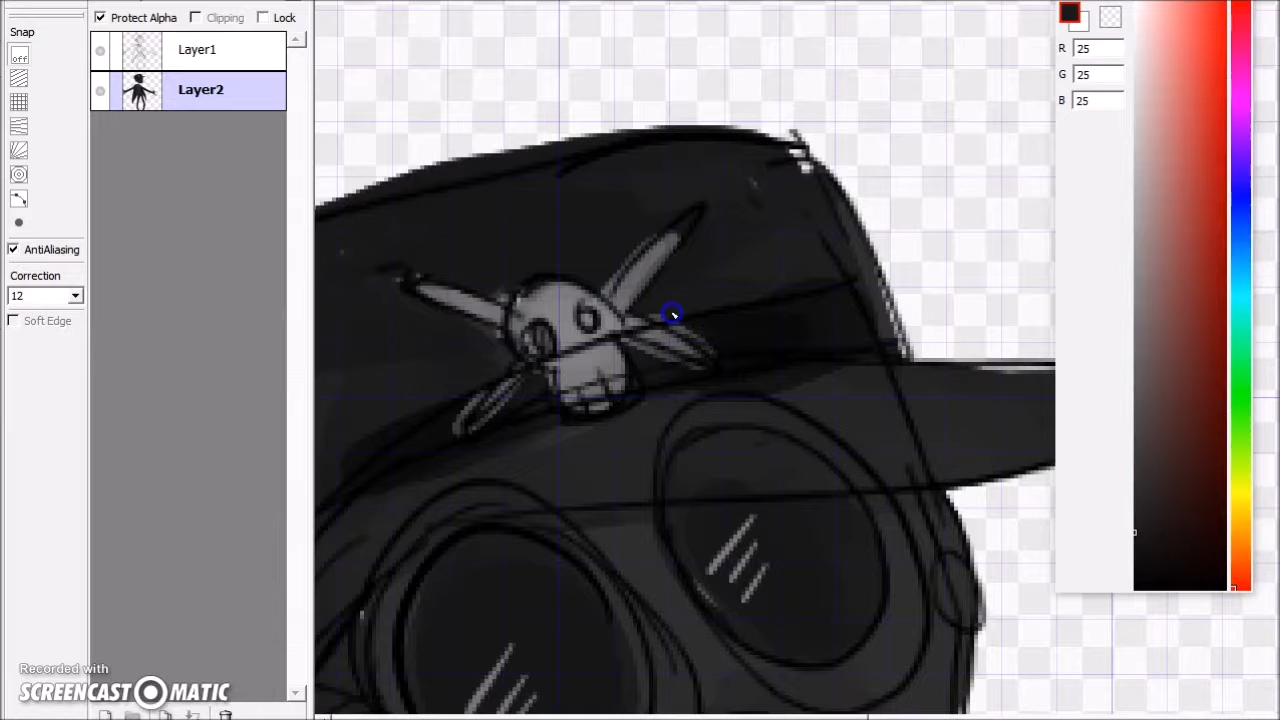 Snap
off
AntiAliasing
Correction
12
Soft Edge
Protect Alpha
Clipping
Lock
Layer1
Layer2
R 25
G 25
B 25
Recorded with
SCREENCAST MATIC